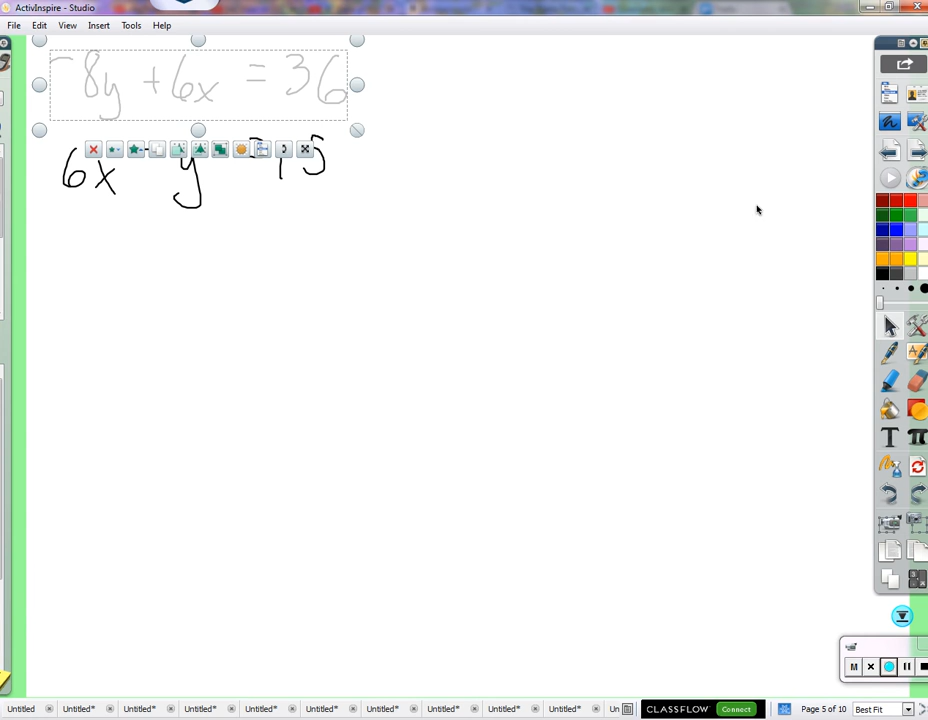 ActivInspire - Studio
File Edit View Insert Tools Help
-8y + 6x = 36
6x - y = 15
Untitled Untitled* Untitled* Untitled* Untitled* Untitled* Untitled* Untitled* Untitled* Untitled* Un CLASSFLOW Connect Page 5 of 10 Best Fit